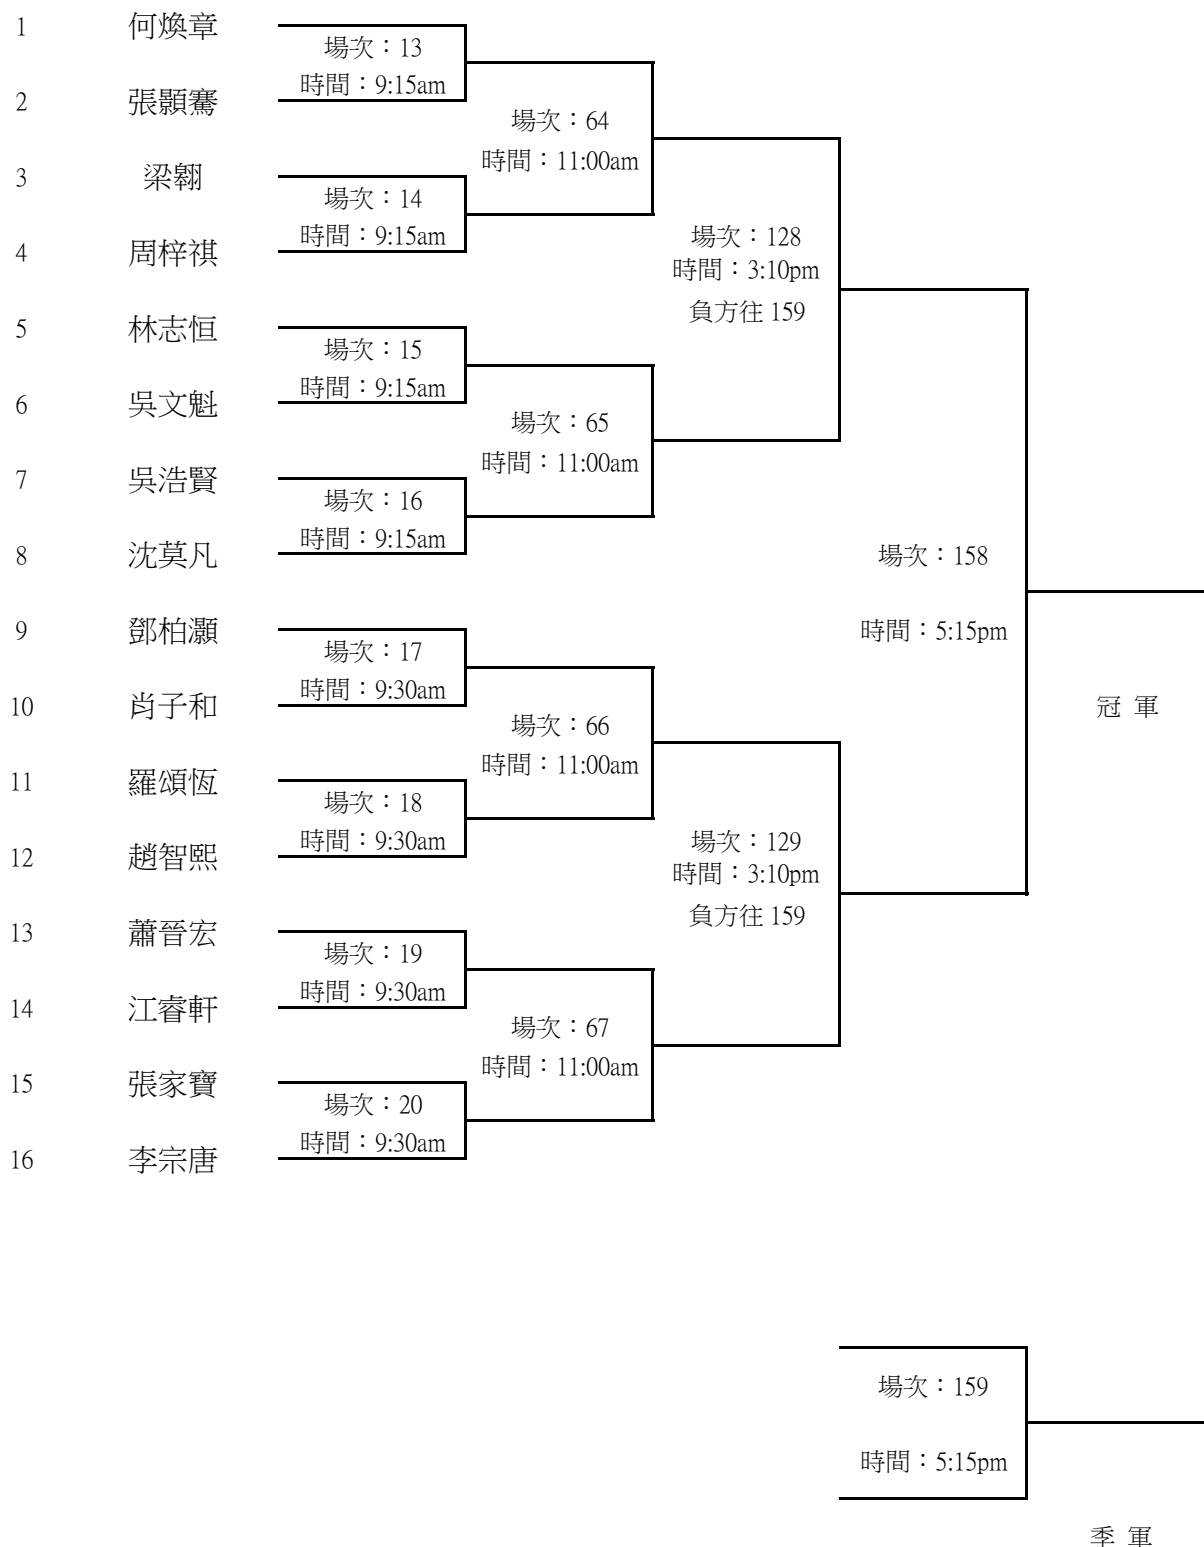 1 何煥章
場次：13
時間：9:15am
2 張顥騫
場次：64
時間：11:00am
3 梁翱
場次：14
時間：9:15am
4 周梓祺
場次：128
時間：3:10pm
負方往 159
5 林志恒
場次：15
時間：9:15am
6 吳文魁
場次：65
時間：11:00am
7 吳浩賢
場次：16
時間：9:15am
8 沈莫凡
場次：158
時間：5:15pm
9 鄧柏灝
場次：17
時間：9:30am
10 肖子和
冠 軍
場次：66
時間：11:00am
11 羅頌恆
場次：18
時間：9:30am
12 趙智熙
場次：129
時間：3:10pm
負方往 159
13 蕭晉宏
場次：19
時間：9:30am
14 江睿軒
場次：67
時間：11:00am
15 張家寶
場次：20
時間：9:30am
16 李宗唐
場次：159
時間：5:15pm
季 軍